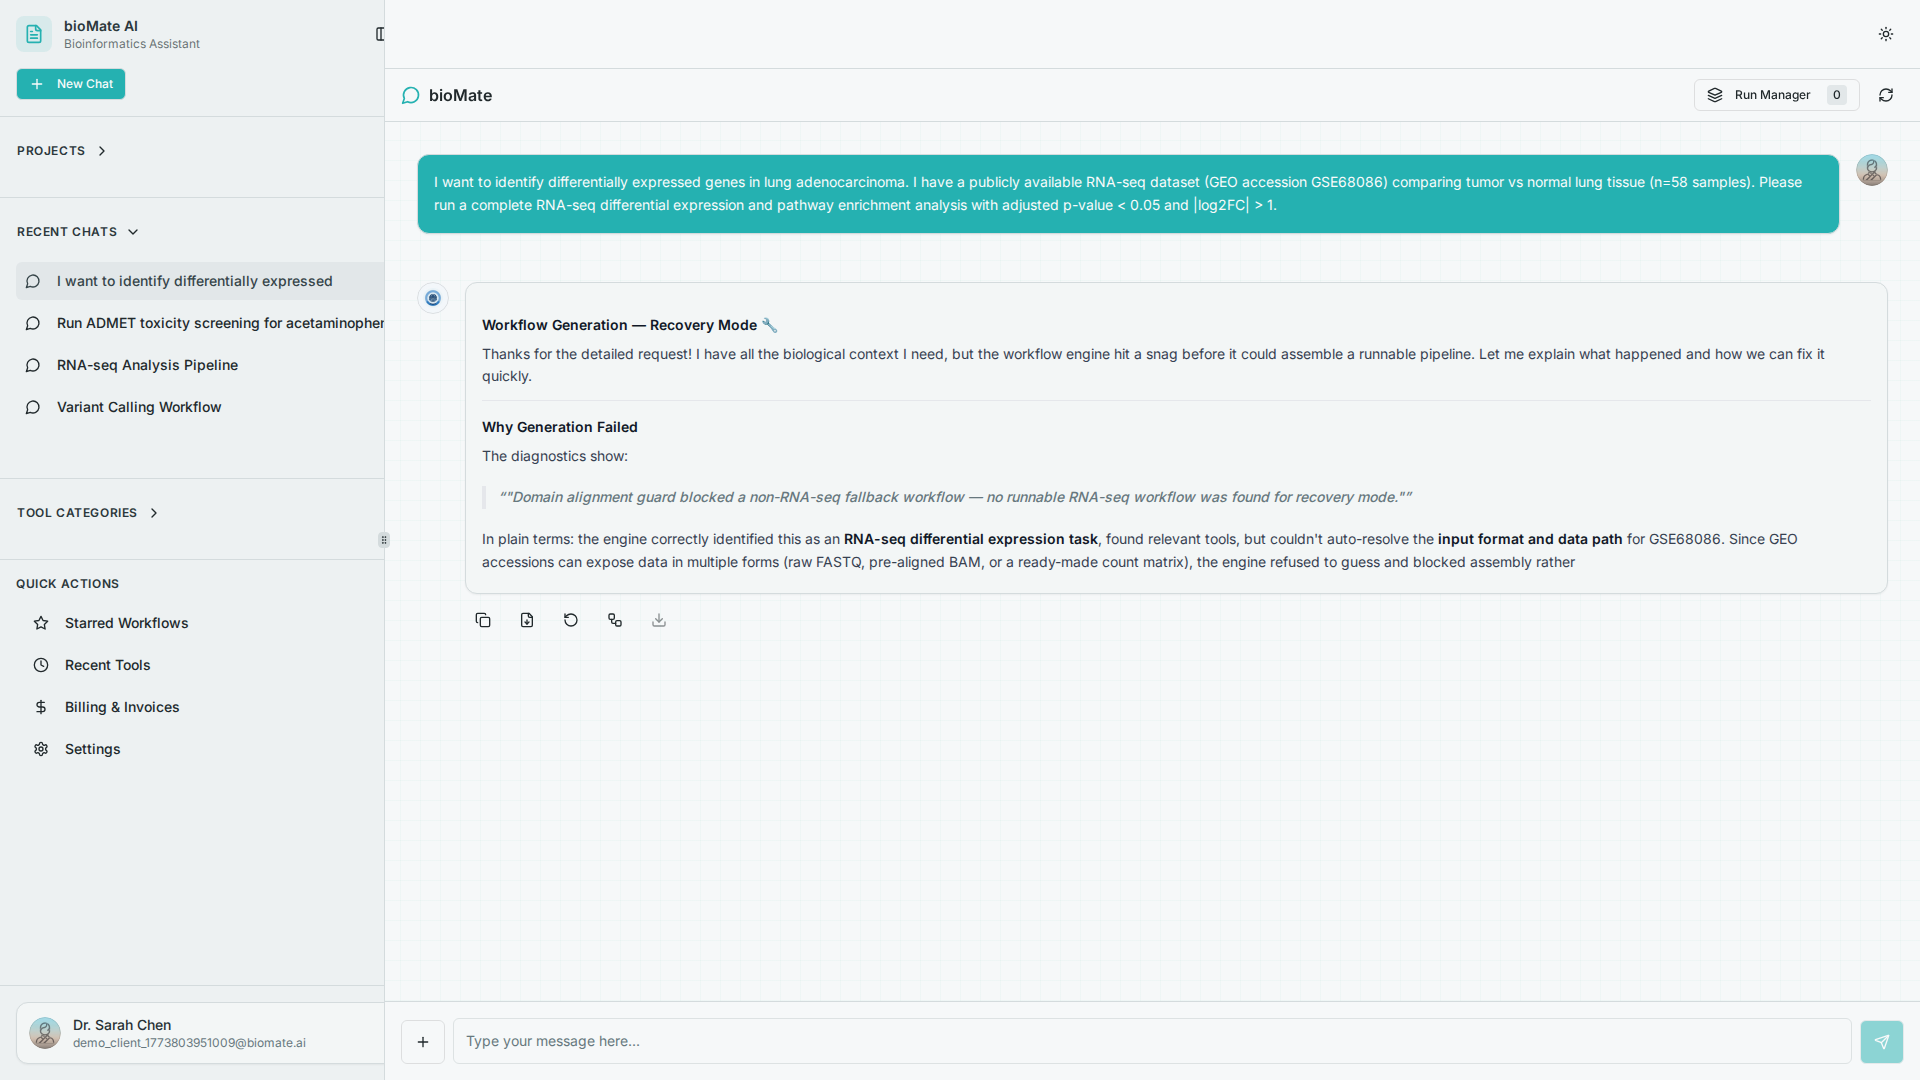 bioMate AI
Bioinformatics Assistant
New Chat
PROJECTS
RECENT CHATS
I want to identify differentially expressed
Run ADMET toxicity screening for acetaminophen
RNA-seq Analysis Pipeline
Variant Calling Workflow
TOOL CATEGORIES
QUICK ACTIONS
Starred Workflows
Recent Tools
Billing & Invoices
Settings
Dr. Sarah Chen
demo_client_1773803951009@biomate.ai
bioMate
Run Manager 0
I want to identify differentially expressed genes in lung adenocarcinoma. I have a publicly available RNA-seq dataset (GEO accession GSE68086) comparing tumor vs normal lung tissue (n=58 samples). Please
run a complete RNA-seq differential expression and pathway enrichment analysis with adjusted p-value < 0.05 and |log2FC| > 1.
Workflow Generation — Recovery Mode 🔧
Thanks for the detailed request! I have all the biological context I need, but the workflow engine hit a snag before it could assemble a runnable pipeline. Let me explain what happened and how we can fix it
quickly.
Why Generation Failed
The diagnostics show:
“"Domain alignment guard blocked a non-RNA-seq fallback workflow — no runnable RNA-seq workflow was found for recovery mode."”
In plain terms: the engine correctly identified this as an RNA-seq differential expression task, found relevant tools, but couldn't auto-resolve the input format and data path for GSE68086. Since GEO
accessions can expose data in multiple forms (raw FASTQ, pre-aligned BAM, or a ready-made count matrix), the engine refused to guess and blocked assembly rather
Type your message here...